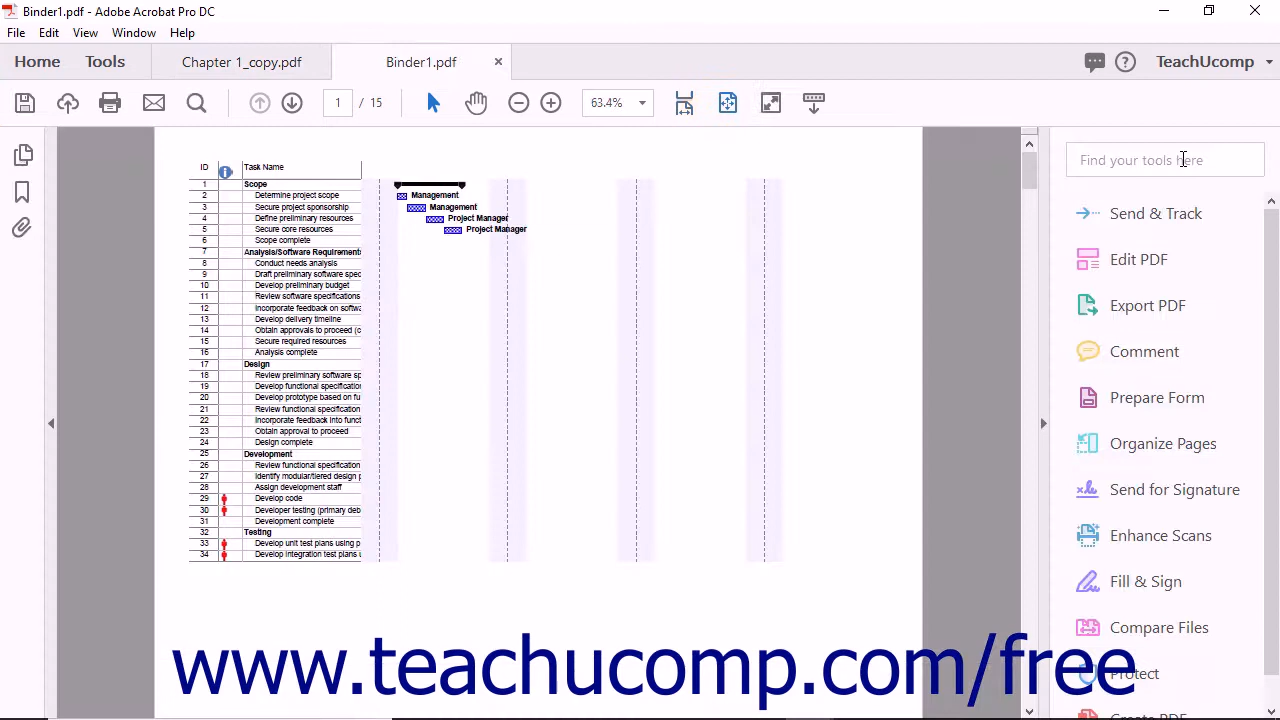 Binder1.pdf - Adobe Acrobat Pro DC
File Edit View Window Help
Home Tools Chapter 1_copy.pdf Binder1.pdf × ? TeachUcomp
1 / 15 63.4%
Find your tools here
ID Task Name
1 Scope
2 Determine project scope Management
3 Secure project sponsorship Management
4 Define preliminary resources Project Manager
5 Secure core resources Project Manager
6 Scope complete
7 Analysis/Software Requirement
8 Conduct needs analysis
9 Draft preliminary software spec
10 Develop preliminary budget
11 Review software specifications
12 Incorporate feedback on softwa
13 Develop delivery timeline
14 Obtain approvals to proceed (c
15 Secure required resources
16 Analysis complete
17 Design
18 Review preliminary software sp
19 Develop functional specification
20 Develop prototype based on fu
21 Review functional specification
22 Incorporate feedback into funct
23 Obtain approval to proceed
24 Design complete
25 Development
26 Review functional specification
27 Identify modular/tiered design p
28 Assign development staff
29 Develop code
30 Developer testing (primary deb
31 Development complete
32 Testing
33 Develop unit test plans using p
34 Develop integration test plans u
Send & Track
Edit PDF
Export PDF
Comment
Prepare Form
Organize Pages
Send for Signature
Enhance Scans
Fill & Sign
Compare Files
Protect
Create PDF
www.teachucomp.com/free